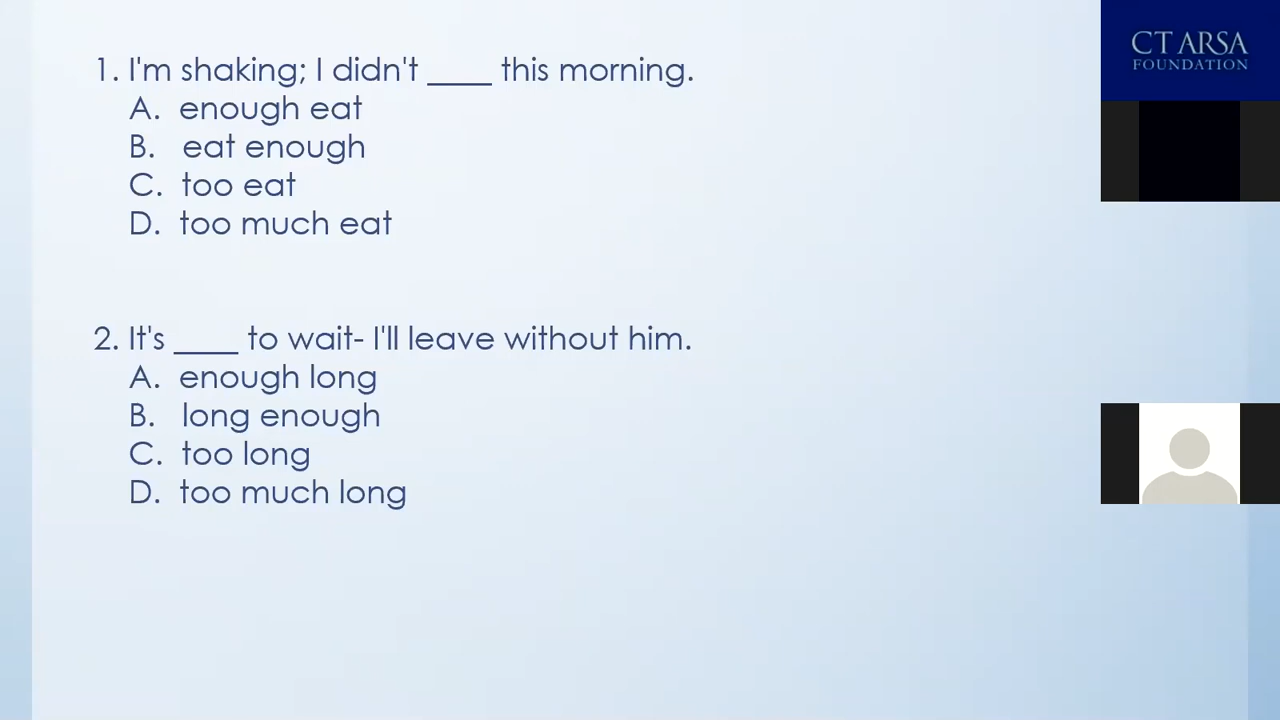 1. I'm shaking; I didn't ____ this morning.
A. enough eat
B. eat enough
C. too eat
D. too much eat
2. It's ____ to wait- I'll leave without him.
A. enough long
B. long enough
C. too long
D. too much long
CT ARSA
FOUNDATION